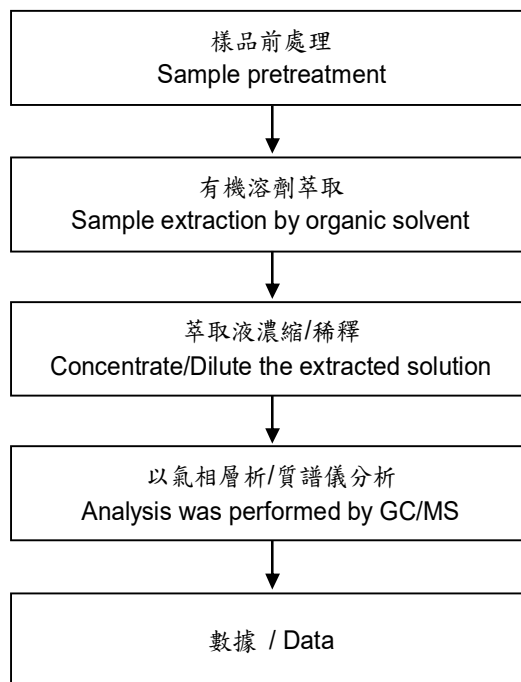 樣品前處理
Sample pretreatment
有機溶劑萃取
Sample extraction by organic solvent
萃取液濃縮/稀釋
Concentrate/Dilute the extracted solution
以氣相層析/質譜儀分析
Analysis was performed by GC/MS
數據 / Data